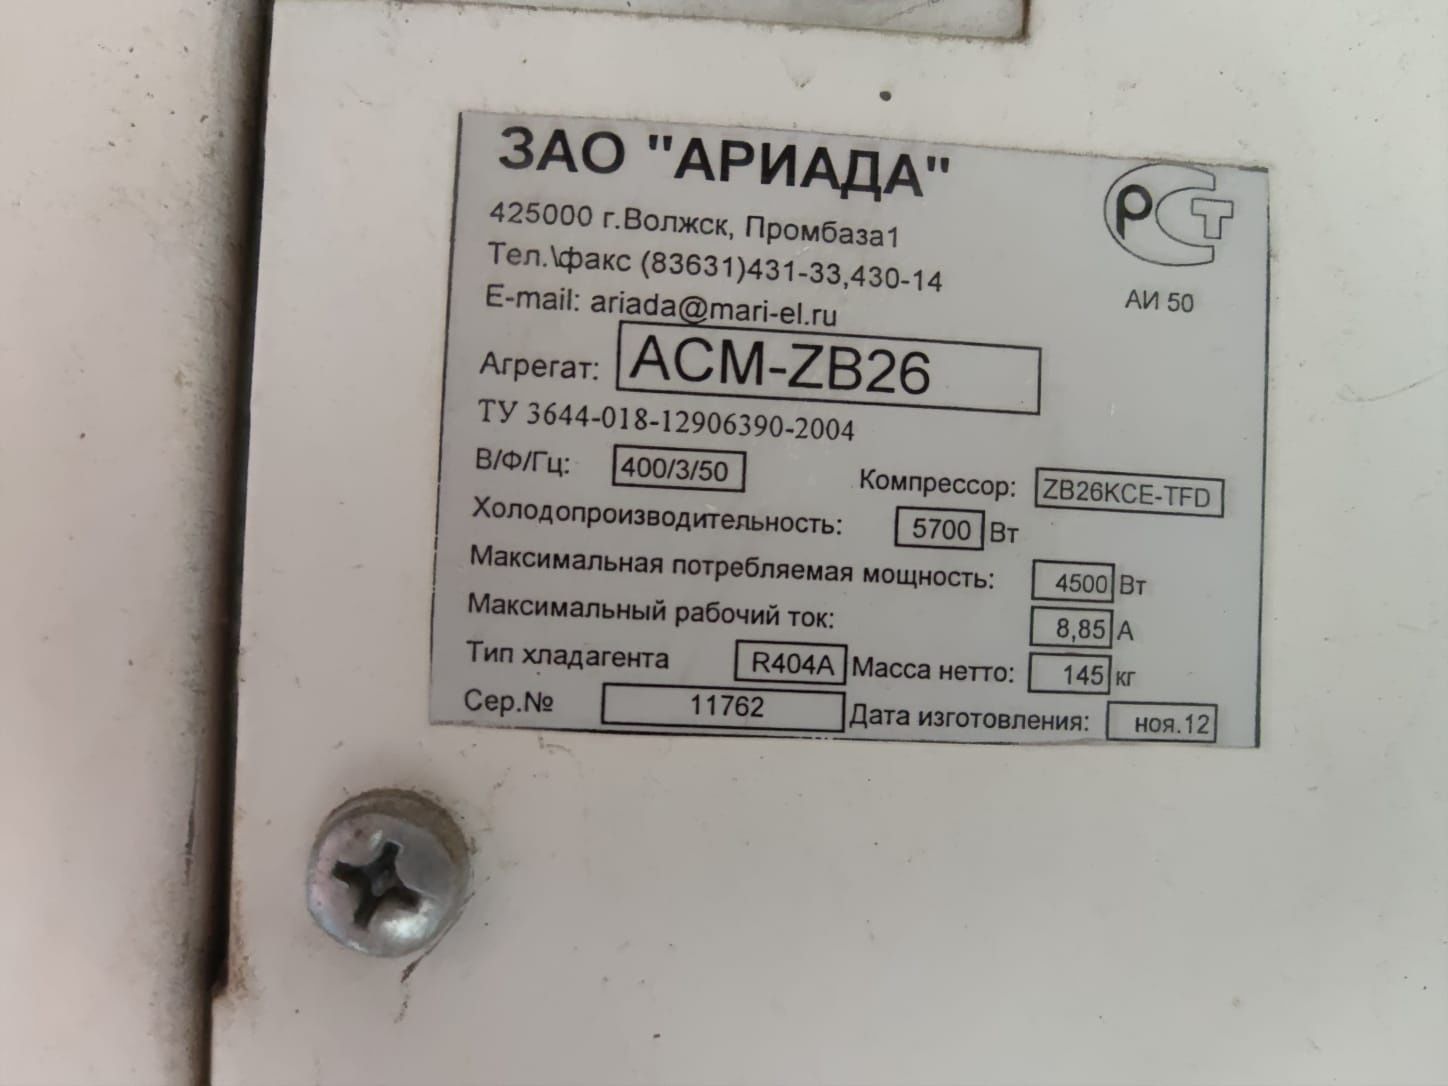 ЗАО "АРИАДА"
425000 г.Волжск, Промбаза1
Тел.\факс (83631)431-33,430-14
E-mail: ariada@mari-el.ru
РСТ
АИ 50
Агрегат: АСМ-ZB26
ТУ 3644-018-12906390-2004
В/Ф/Гц: 400/3/50 Компрессор: ZB26KCE-TFD
Холодопроизводительность: 5700 Вт
Максимальная потребляемая мощность: 4500 Вт
Максимальный рабочий ток: 8,85 А
Тип хладагента R404A Масса нетто: 145 кг
Сер.№ 11762 Дата изготовления: ноя.12